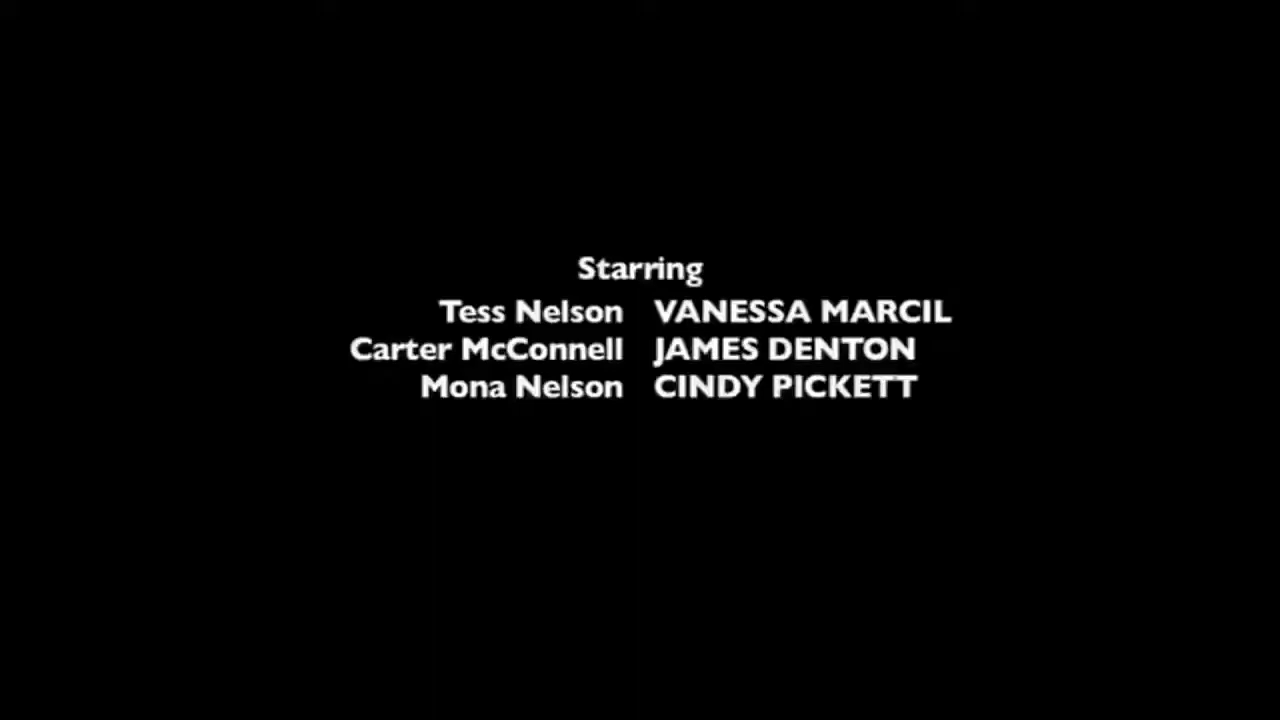 Starring
Tess Nelson VANESSA MARCIL
Carter McConnell JAMES DENTON
Mona Nelson CINDY PICKETT